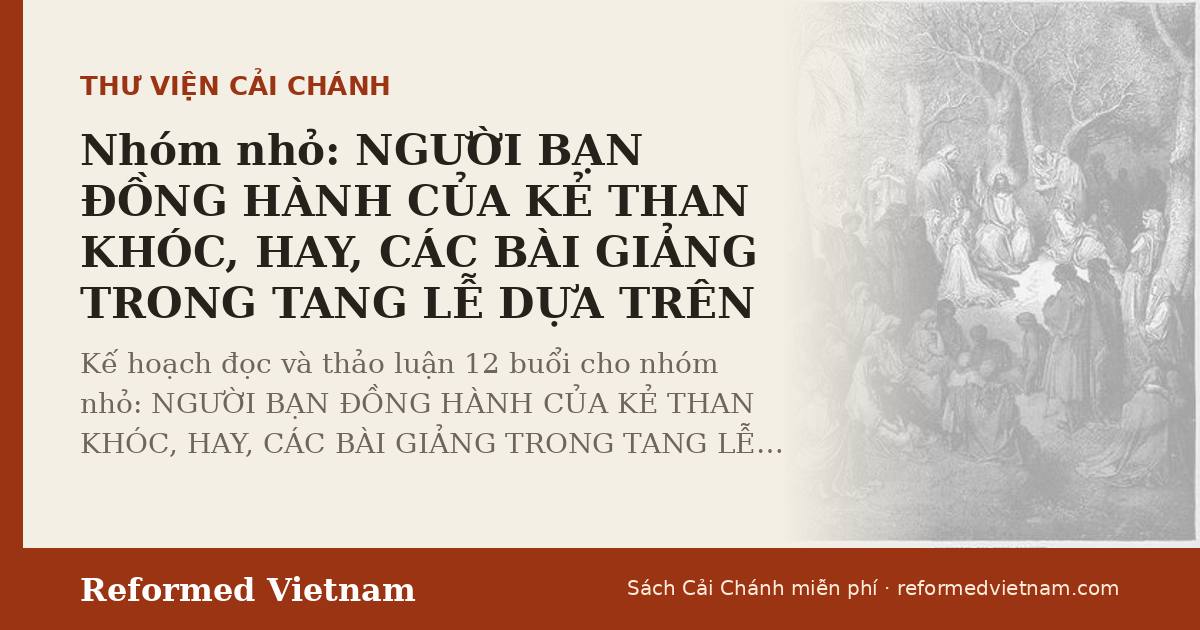 THƯ VIỆN CẢI CHÁNH
Nhóm nhỏ: NGƯỜI BẠN
ĐỒNG HÀNH CỦA KẺ THAN
KHÓC, HAY, CÁC BÀI GIẢNG
TRONG TANG LỄ DỰA TRÊN
Kế hoạch đọc và thảo luận 12 buổi cho nhóm
nhỏ: NGƯỜI BẠN ĐỒNG HÀNH CỦA KẺ THAN
KHÓC, HAY, CÁC BÀI GIẢNG TRONG TANG LỄ…
Reformed Vietnam
Sách Cải Chánh miễn phí · reformedvietnam.com